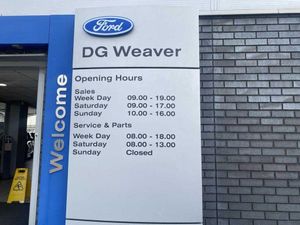 Ford
DG Weaver
Opening Hours
Sales
Week Day 09.00 - 19.00
Saturday 09.00 - 17.00
Sunday 10.00 - 16.00
Service & Parts
Week Day 08.00 - 18.00
Saturday 08.00 - 13.00
Sunday Closed
Welcome